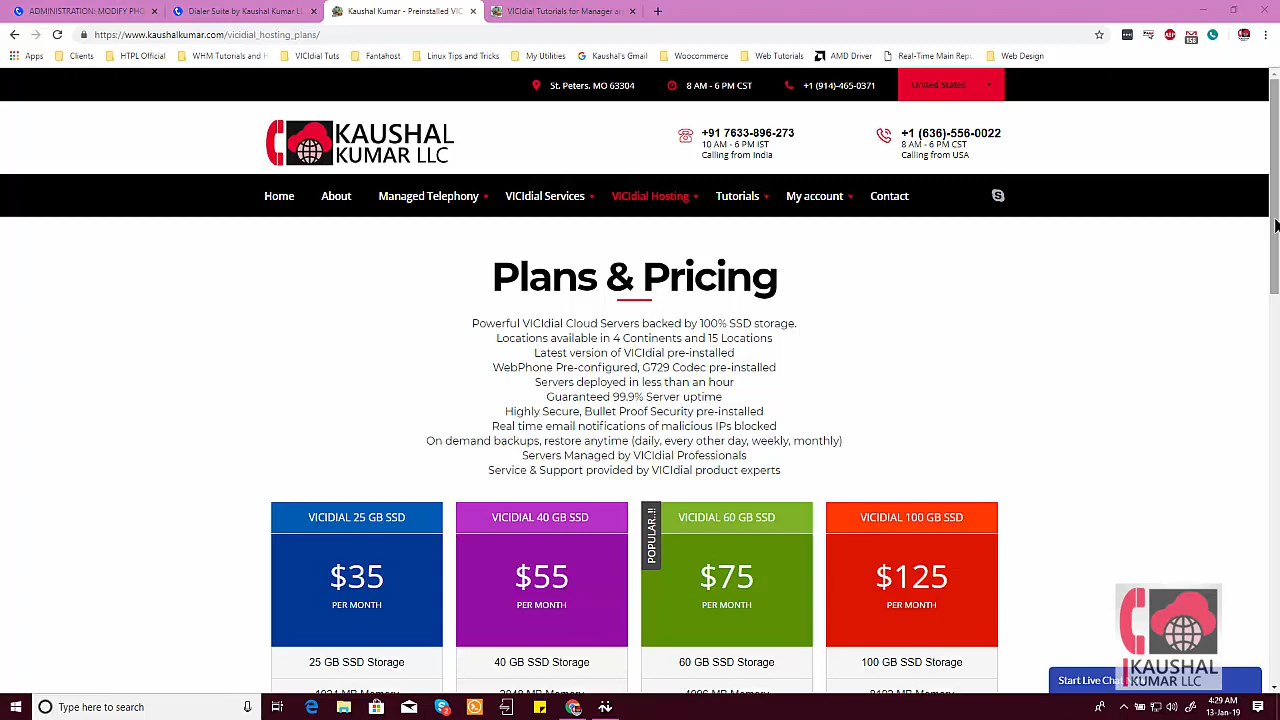 ADMINISTRATION: MODIFY PHO
Dialer Suite by Kaushal Kumar LL
Kaushal Kumar - Preinstalled VIC
VICIdial Tutorials for Manager an
https://www.kaushalkumar.com/vicidial_hosting_plans/
Apps
Clients
HTPL Official
WHM Tutorials and H
VICIdial Tuts
Fantahost
Linux Tips and Tricks
My Utilities
Kaushal's Gmail
Woocommerce
Web Tutorials
AMD Driver
Real-Time Main Rep
Web Design
St. Peters, MO 63304
8 AM - 6 PM CST
+1 (914)-465-0371
United States
KAUSHAL
KUMAR LLC
+91 7633-896-273
10 AM - 6 PM IST
Calling from India
+1 (636)-556-0022
8 AM - 6 PM CST
Calling from USA
Home About Managed Telephony VICIdial Services VICIdial Hosting Tutorials My account Contact
Plans & Pricing
Powerful VICIdial Cloud Servers backed by 100% SSD storage.
Locations available in 4 Continents and 15 Locations
Latest version of VICIdial pre-installed
WebPhone Pre-configured, G729 Codec pre-installed
Servers deployed in less than an hour
Guaranteed 99.9% Server uptime
Highly Secure, Bullet Proof Security pre-installed
Real time email notifications of malicious IPs blocked
On demand backups, restore anytime (daily, every other day, weekly, monthly)
Servers Managed by VICIdial Professionals
Service & Support provided by VICIdial product experts
VICIDIAL 25 GB SSD
$35
PER MONTH
25 GB SSD Storage
1024 MB Memory
VICIDIAL 40 GB SSD
$55
PER MONTH
40 GB SSD Storage
2048 MB Memory
POPULAR..!!
VICIDIAL 60 GB SSD
$75
PER MONTH
60 GB SSD Storage
4096 MB Memory
VICIDIAL 100 GB SSD
$125
PER MONTH
100 GB SSD Storage
8192 MB Memory
Start Live Chat
KAUSHAL
KUMAR LLC
Type here to search
4:29 AM
13-Jan-19